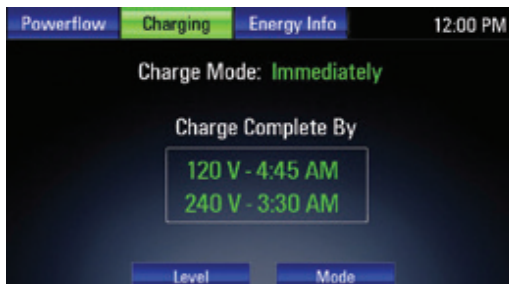 Powerflow Charging Energy Info 12:00 PM
Charge Mode: Immediately
Charge Complete By
120 V - 4:45 AM
240 V - 3:30 AM
Level Mode